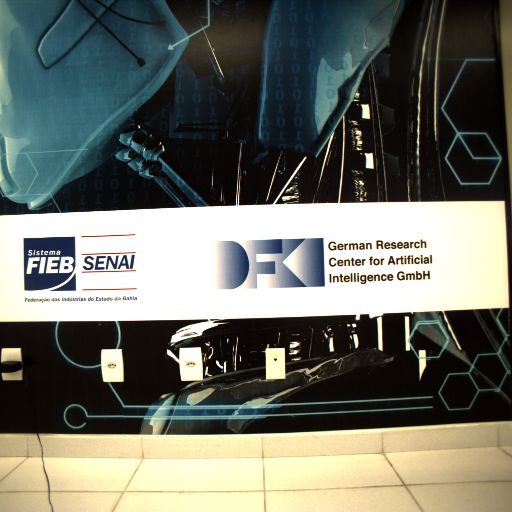 Sistema
FIEB
SENAI
Federação das Indústrias do Estado da Bahia
DFKI
German Research
Center for Artificial
Intelligence GmbH